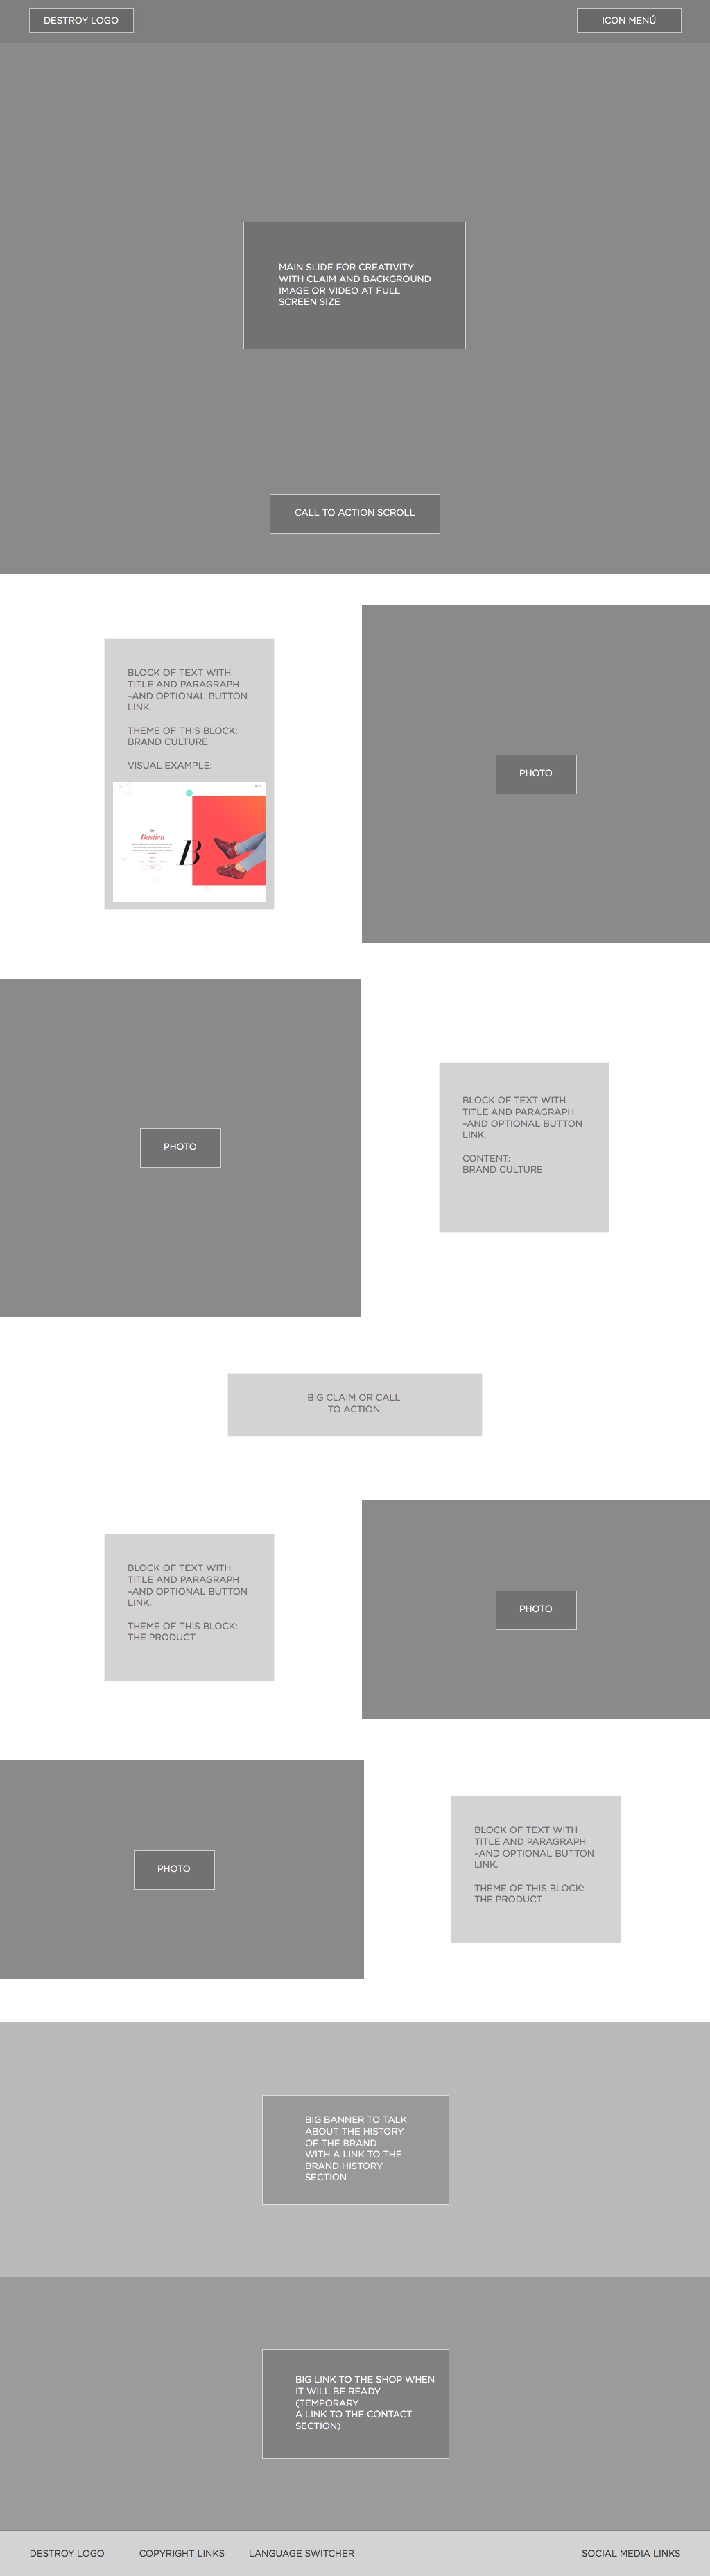 DESTROY LOGO
ICON MENÚ
MAIN SLIDE FOR CREATIVITY
WITH CLAIM AND BACKGROUND
IMAGE OR VIDEO AT FULL
SCREEN SIZE
CALL TO ACTION SCROLL
BLOCK OF TEXT WITH
TITLE AND PARAGRAPH
–AND OPTIONAL BUTTON
LINK.
THEME OF THIS BLOCK:
BRAND CULTURE
VISUAL EXAMPLE:
Bastien
B
PHOTO
PHOTO
BLOCK OF TEXT WITH
TITLE AND PARAGRAPH
–AND OPTIONAL BUTTON
LINK.
CONTENT:
BRAND CULTURE
BIG CLAIM OR CALL
TO ACTION
BLOCK OF TEXT WITH
TITLE AND PARAGRAPH
–AND OPTIONAL BUTTON
LINK.
THEME OF THIS BLOCK:
THE PRODUCT
PHOTO
PHOTO
BLOCK OF TEXT WITH
TITLE AND PARAGRAPH
–AND OPTIONAL BUTTON
LINK.
THEME OF THIS BLOCK:
THE PRODUCT
BIG BANNER TO TALK
ABOUT THE HISTORY
OF THE BRAND
WITH A LINK TO THE
BRAND HISTORY
SECTION
BIG LINK TO THE SHOP WHEN
IT WILL BE READY
(TEMPORARY
A LINK TO THE CONTACT
SECTION)
DESTROY LOGO
COPYRIGHT LINKS
LANGUAGE SWITCHER
SOCIAL MEDIA LINKS